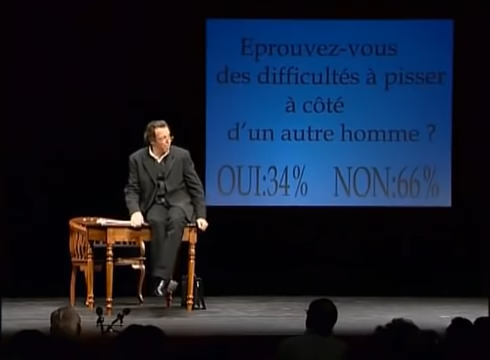 Eprouvez-vous
des difficultés à pisser
à côté
d'un autre homme ?
OUI:34% NON:66%